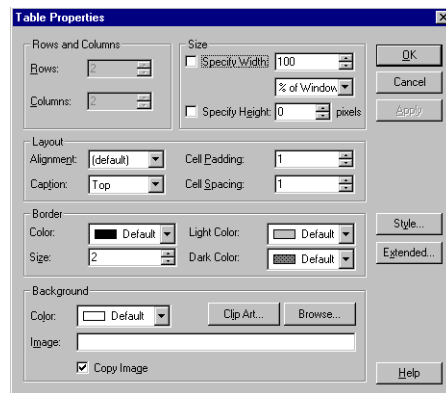 Table Properties
Rows and Columns
Rows: 2
Columns: 2
Size
Specify Width: 100
% of Window
Specify Height: 0 pixels
OK
Cancel
Apply
Layout
Alignment: (default) Cell Padding: 1
Caption: Top Cell Spacing: 1
Border
Color: Default Light Color: Default
Size: 2 Dark Color: Default
Style...
Extended...
Background
Color: Default Clip Art... Browse...
Image:
Copy Image
Help